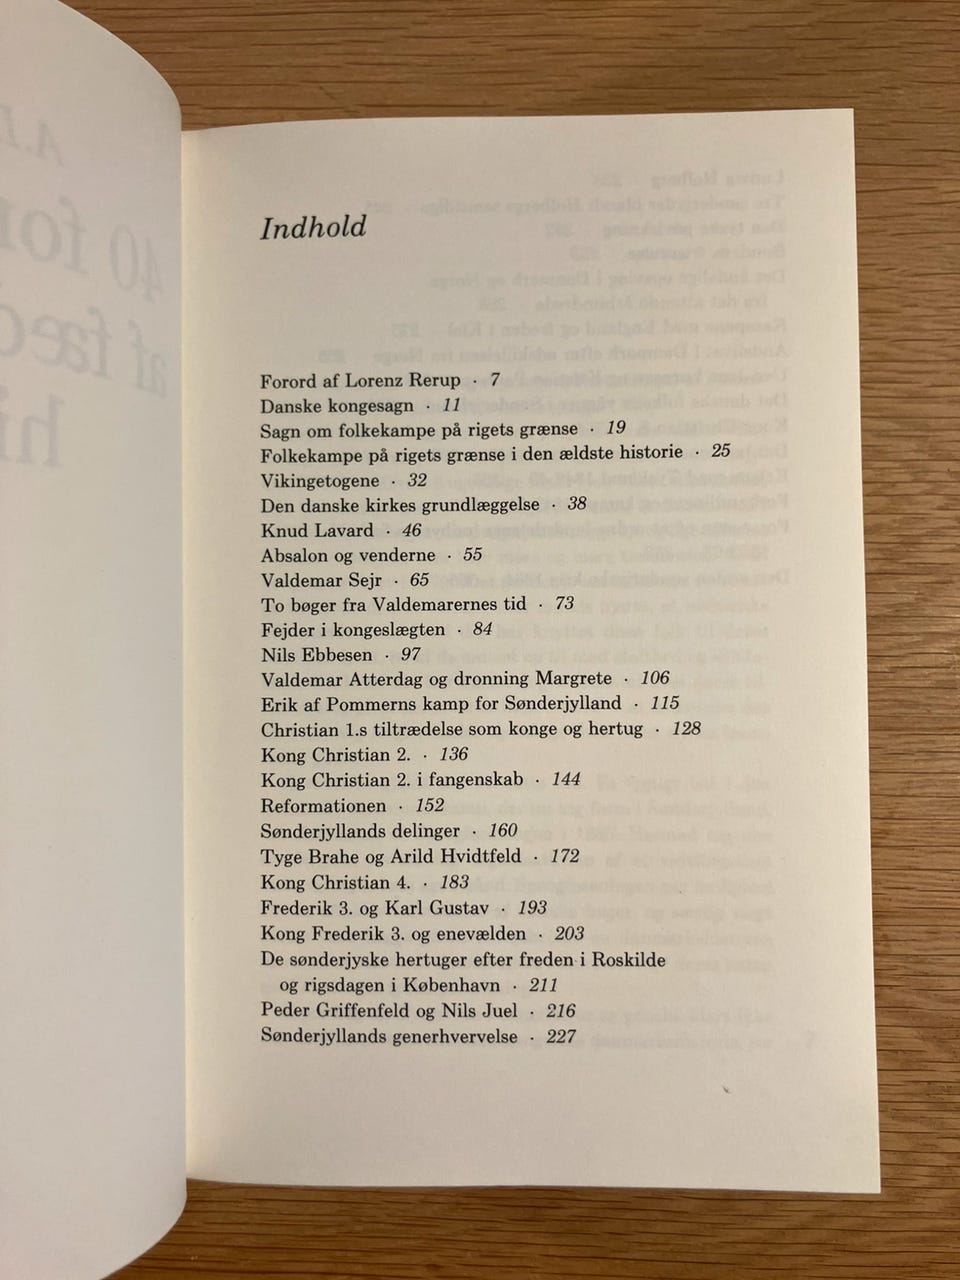 Indhold
Forord af Lorenz Rerup · 7
Danske kongesagn · 11
Sagn om folkekampe på rigets grænse · 19
Folkekampe på rigets grænse i den ældste historie · 25
Vikingetogene · 32
Den danske kirkes grundlæggelse · 38
Knud Lavard · 46
Absalon og venderne · 55
Valdemar Sejr · 65
To bøger fra Valdemarernes tid · 73
Fejder i kongeslægten · 84
Nils Ebbesen · 97
Valdemar Atterdag og dronning Margrete · 106
Erik af Pommerns kamp for Sønderjylland · 115
Christian 1.s tiltrædelse som konge og hertug · 128
Kong Christian 2. · 136
Kong Christian 2. i fangenskab · 144
Reformationen · 152
Sønderjyllands delinger · 160
Tyge Brahe og Arild Hvidtfeld · 172
Kong Christian 4. · 183
Frederik 3. og Karl Gustav · 193
Kong Frederik 3. og enevælden · 203
De sønderjyske hertuger efter freden i Roskilde
og rigsdagen i København · 211
Peder Griffenfeld og Nils Juel · 216
Sønderjyllands generhvervelse · 227